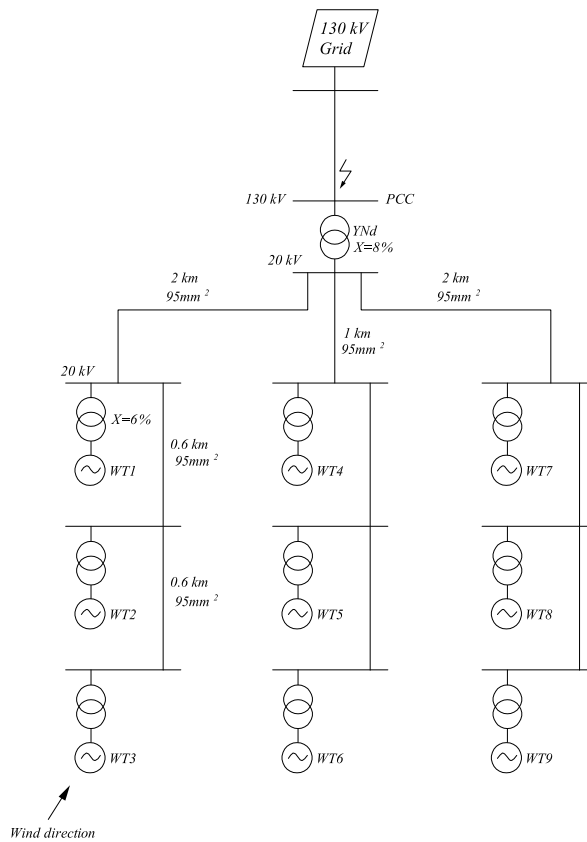 130 kV
Grid
130 kV
PCC
YNd
X=8%
20 kV
2 km
95mm ²
2 km
95mm ²
1 km
95mm ²
20 kV
X=6%
0.6 km
95mm ²
WT1
WT4
WT7
0.6 km
95mm ²
WT2
WT5
WT8
WT3
WT6
WT9
Wind direction